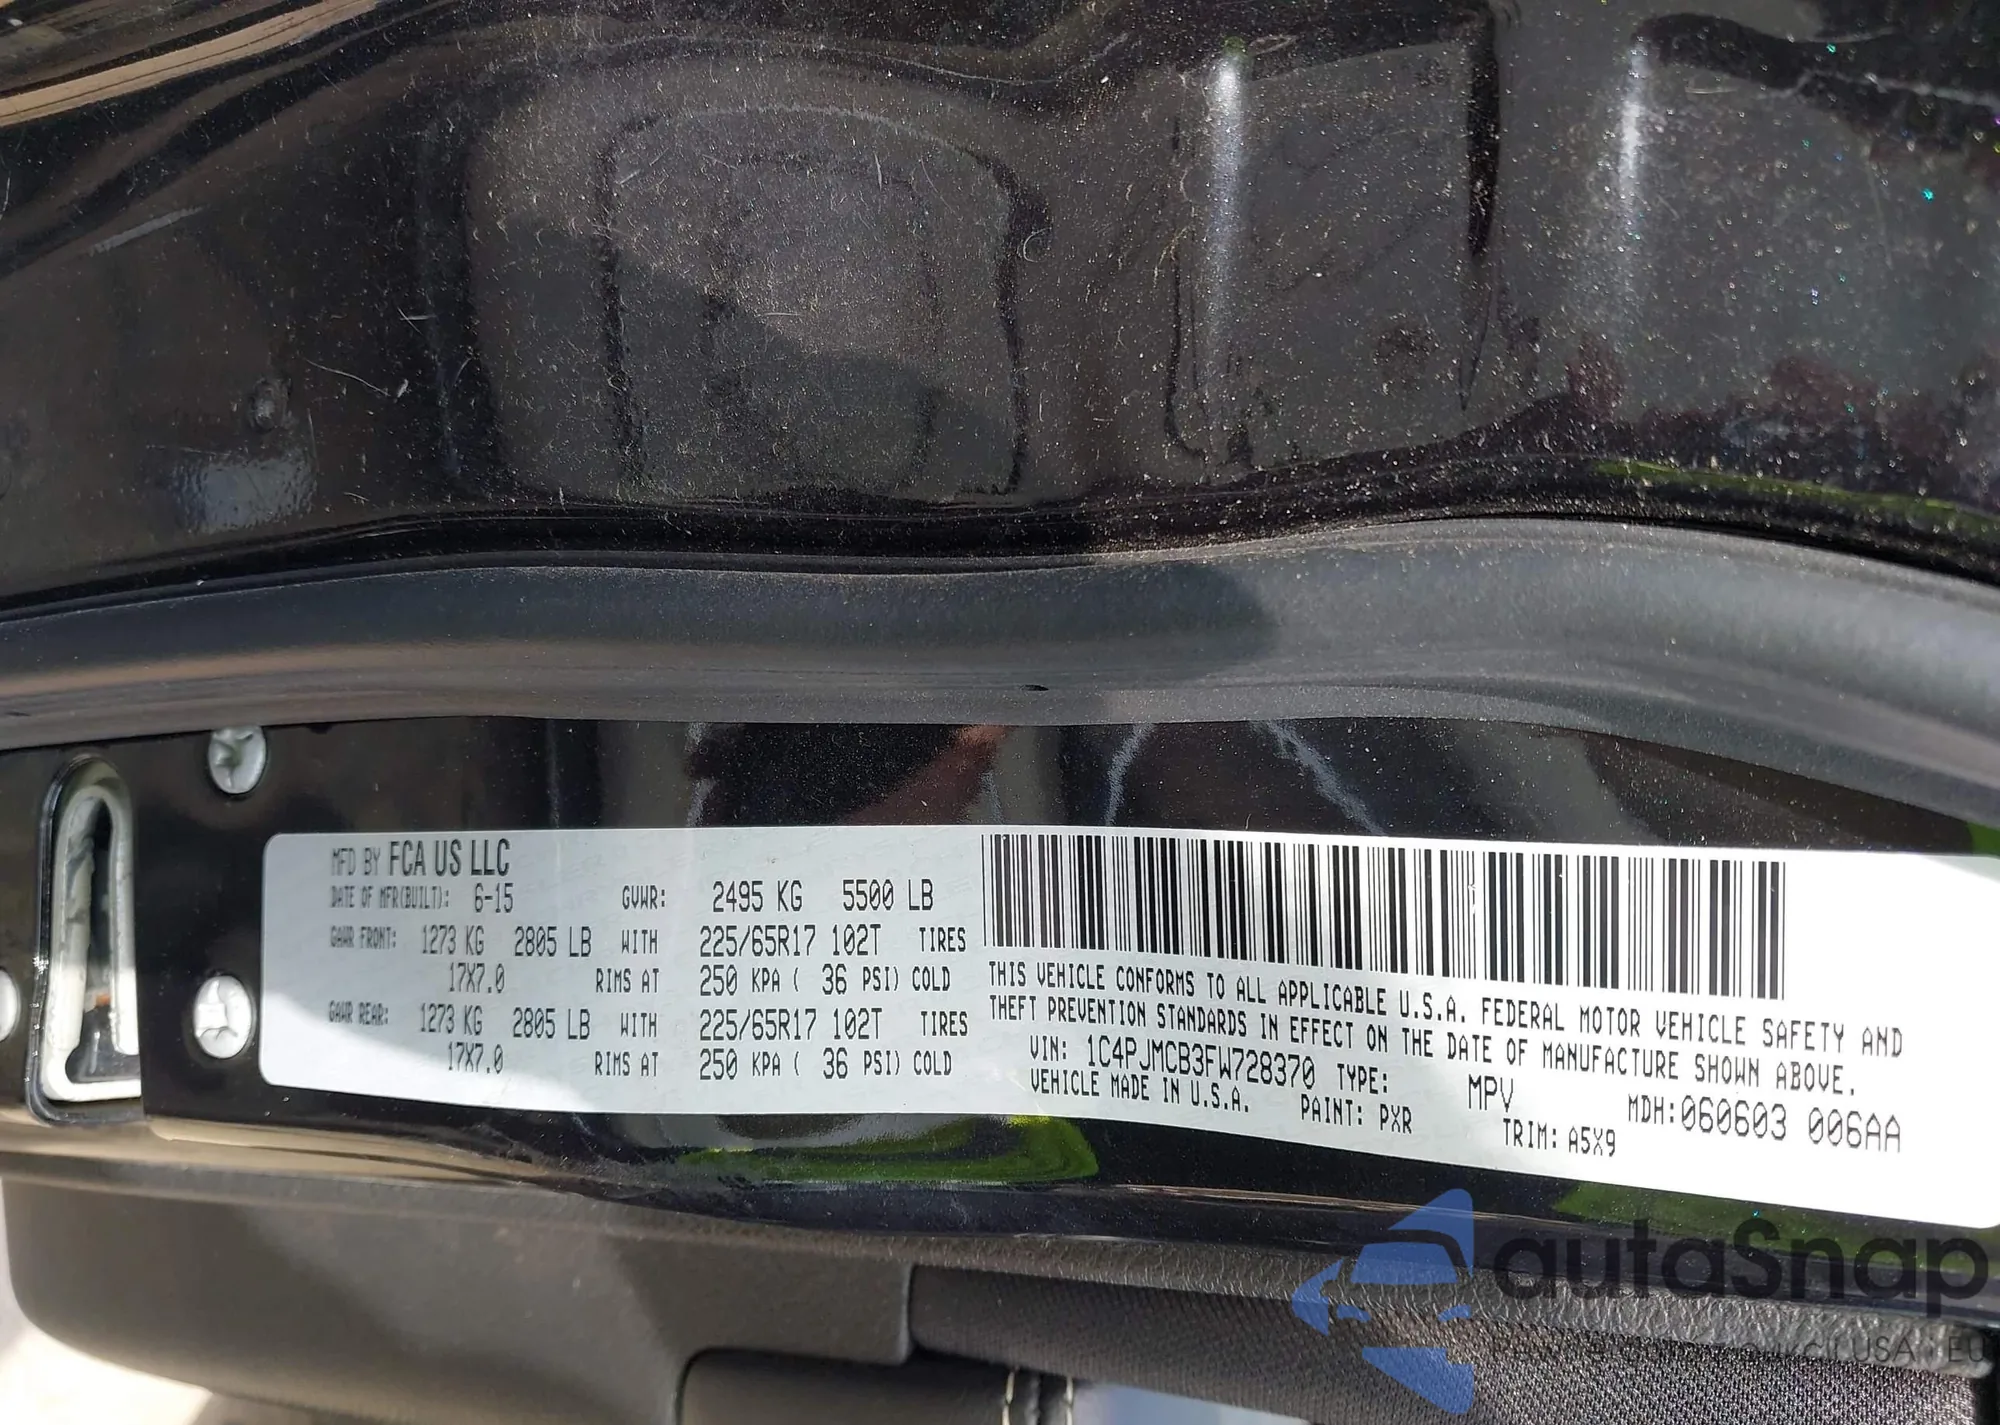 MFD BY FCA US LLC
DATE OF MFR(BUILT): 6-15 GVWR: 2495 KG 5500 LB
GAWR FRONT: 1273 KG 2805 LB WITH 225/65R17 102T TIRES
17X7.0 RIMS AT 250 KPA ( 36 PSI) COLD
GAWR REAR: 1273 KG 2805 LB WITH 225/65R17 102T TIRES
17X7.0 RIMS AT 250 KPA ( 36 PSI) COLD
THIS VEHICLE CONFORMS TO ALL APPLICABLE U.S.A. FEDERAL MOTOR VEHICLE SAFETY AND
THEFT PREVENTION STANDARDS IN EFFECT ON THE DATE OF MANUFACTURE SHOWN ABOVE.
VIN: 1C4PJMCB3FW728370 TYPE: MPV MDH:060603 006AA
VEHICLE MADE IN U.S.A. PAINT: PXR TRIM: A5X9
autaSnap
USA i EU